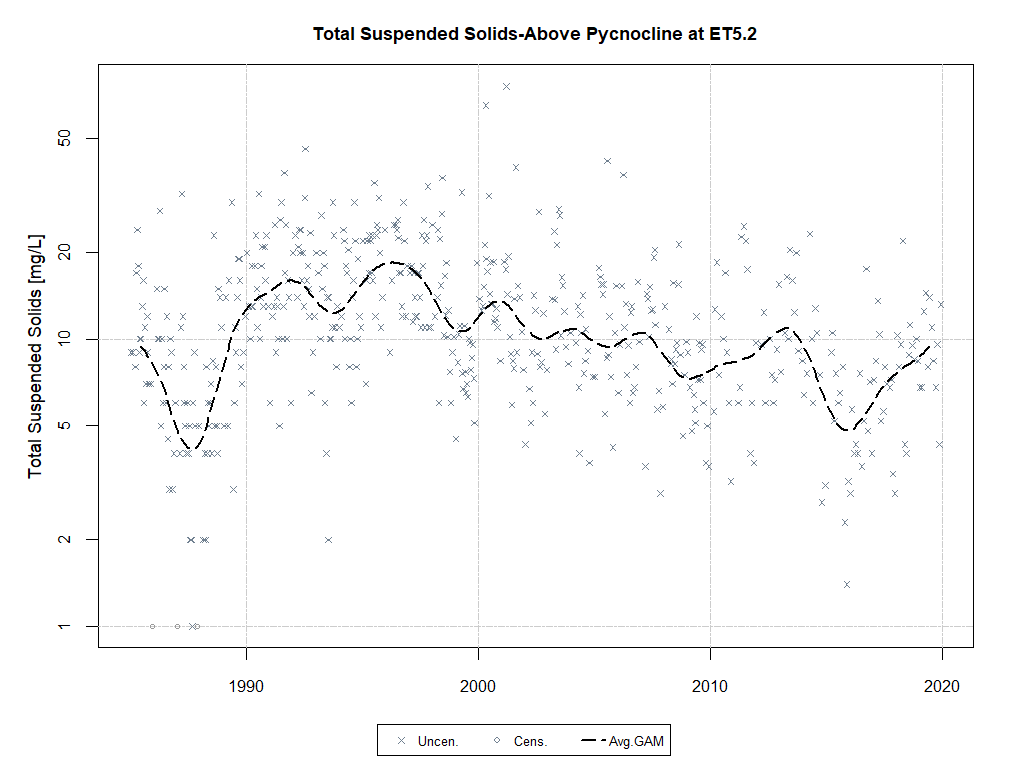 Total Suspended Solids-Above Pycnocline at ET5.2
Total Suspended Solids [mg/L]
50
20
10
5
2
1
1990 2000 2010 2020
Uncen. Cens. Avg.GAM